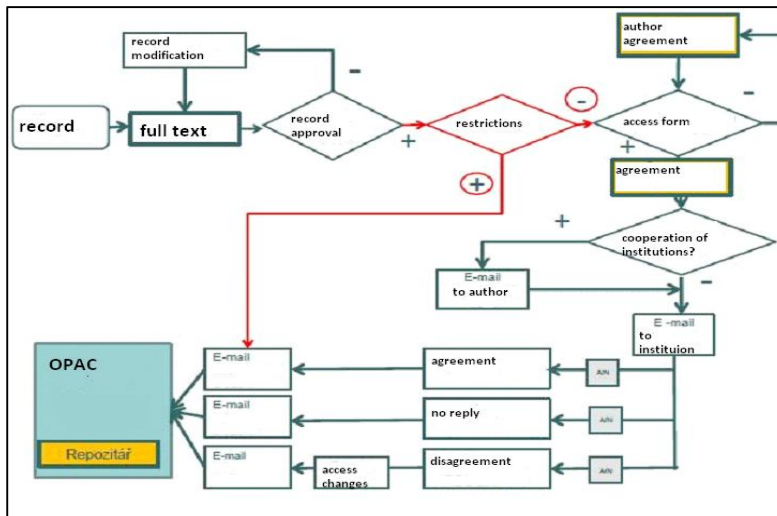 record
modification
author
agreement
-
-
-
record
full text
record
approval
restrictions
access form
+
+
+
agreement
+
cooperation of
institutions?
-
E-mail
to author
E -mail
to
instituion
OPAC
E-mail
agreement
A/N
E-mail
no reply
A/N
Repozitář
E-mail
access
changes
disagreement
A/N